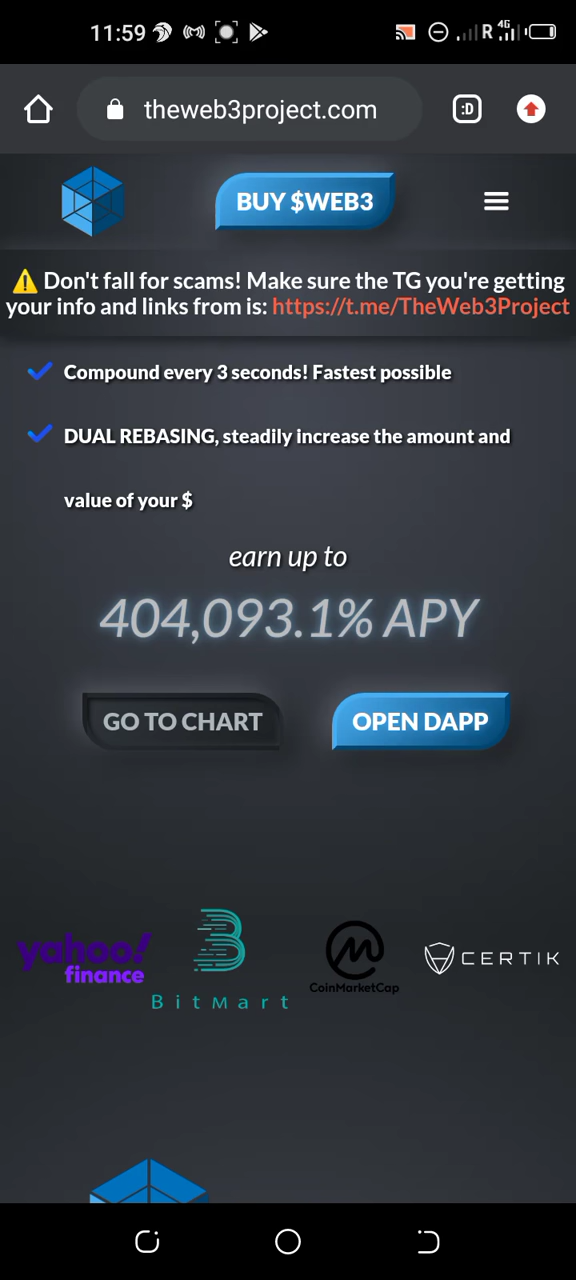 11:59
R 4G
theweb3project.com
:D
BUY $WEB3
⚠️ Don't fall for scams! Make sure the TG you're getting
your info and links from is: https://t.me/TheWeb3Project
Compound every 3 seconds! Fastest possible
DUAL REBASING, steadily increase the amount and
value of your $
earn up to
404,093.1% APY
GO TO CHART
OPEN DAPP
yahoo!
finance
BitMart
CoinMarketCap
CERTIK